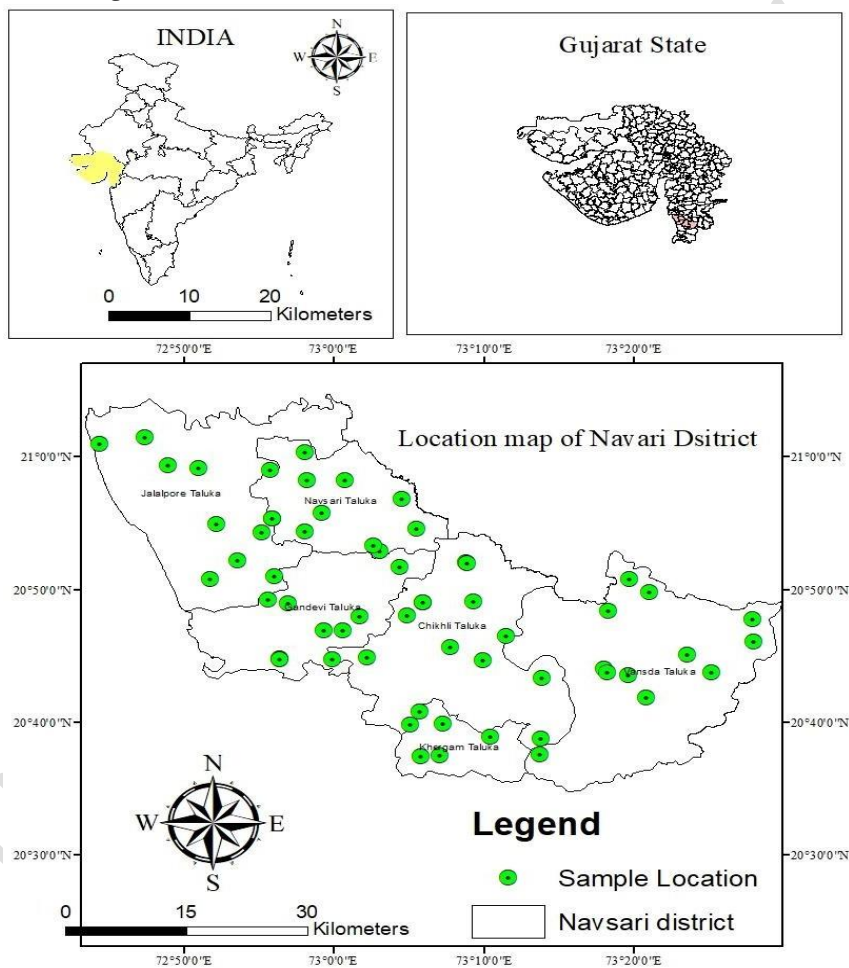 INDIA
N
W E
S
0 10 20
Kilometers
Gujarat State
72°50'0"E 73°0'0"E 73°10'0"E 73°20'0"E
Location map of Navari Dsitrict
21°0'0"N 21°0'0"N
Jalalpore Taluka
Navsari Taluka
20°50'0"N 20°50'0"N
Gandevi Taluka
Chikhli Taluka
Vansda Taluka
20°40'0"N 20°40'0"N
Khergam Taluka
N
W E
S
Legend
20°30'0"N 20°30'0"N
Sample Location
Navsari district
0 15 30
Kilometers
72°50'0"E 73°0'0"E 73°10'0"E 73°20'0"E